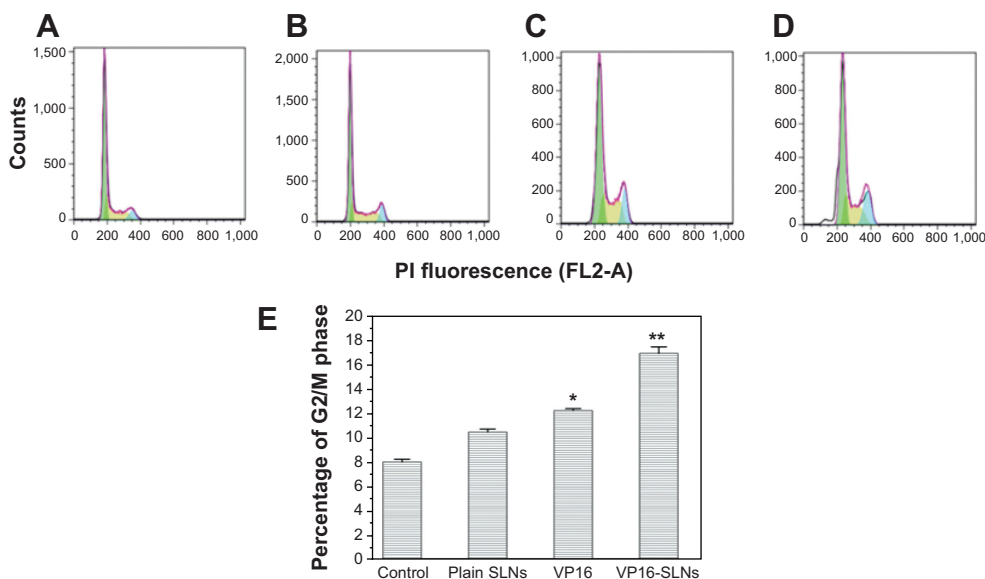 A
B
C
D
Counts
1,500
1,000
500
0
0 200 400 600 800 1,000
2,000
1,500
1,000
500
0
0 200 400 600 800 1,000
1,000
800
600
400
200
0
0 200 400 600 800 1,000
1,000
800
600
400
200
0
0 200 400 600 800 1,000
PI fluorescence (FL2-A)
E
Percentage of G2/M phase
20
18
16
14
12
10
8
6
4
2
0
*
**
Control Plain SLNs VP16 VP16-SLNs